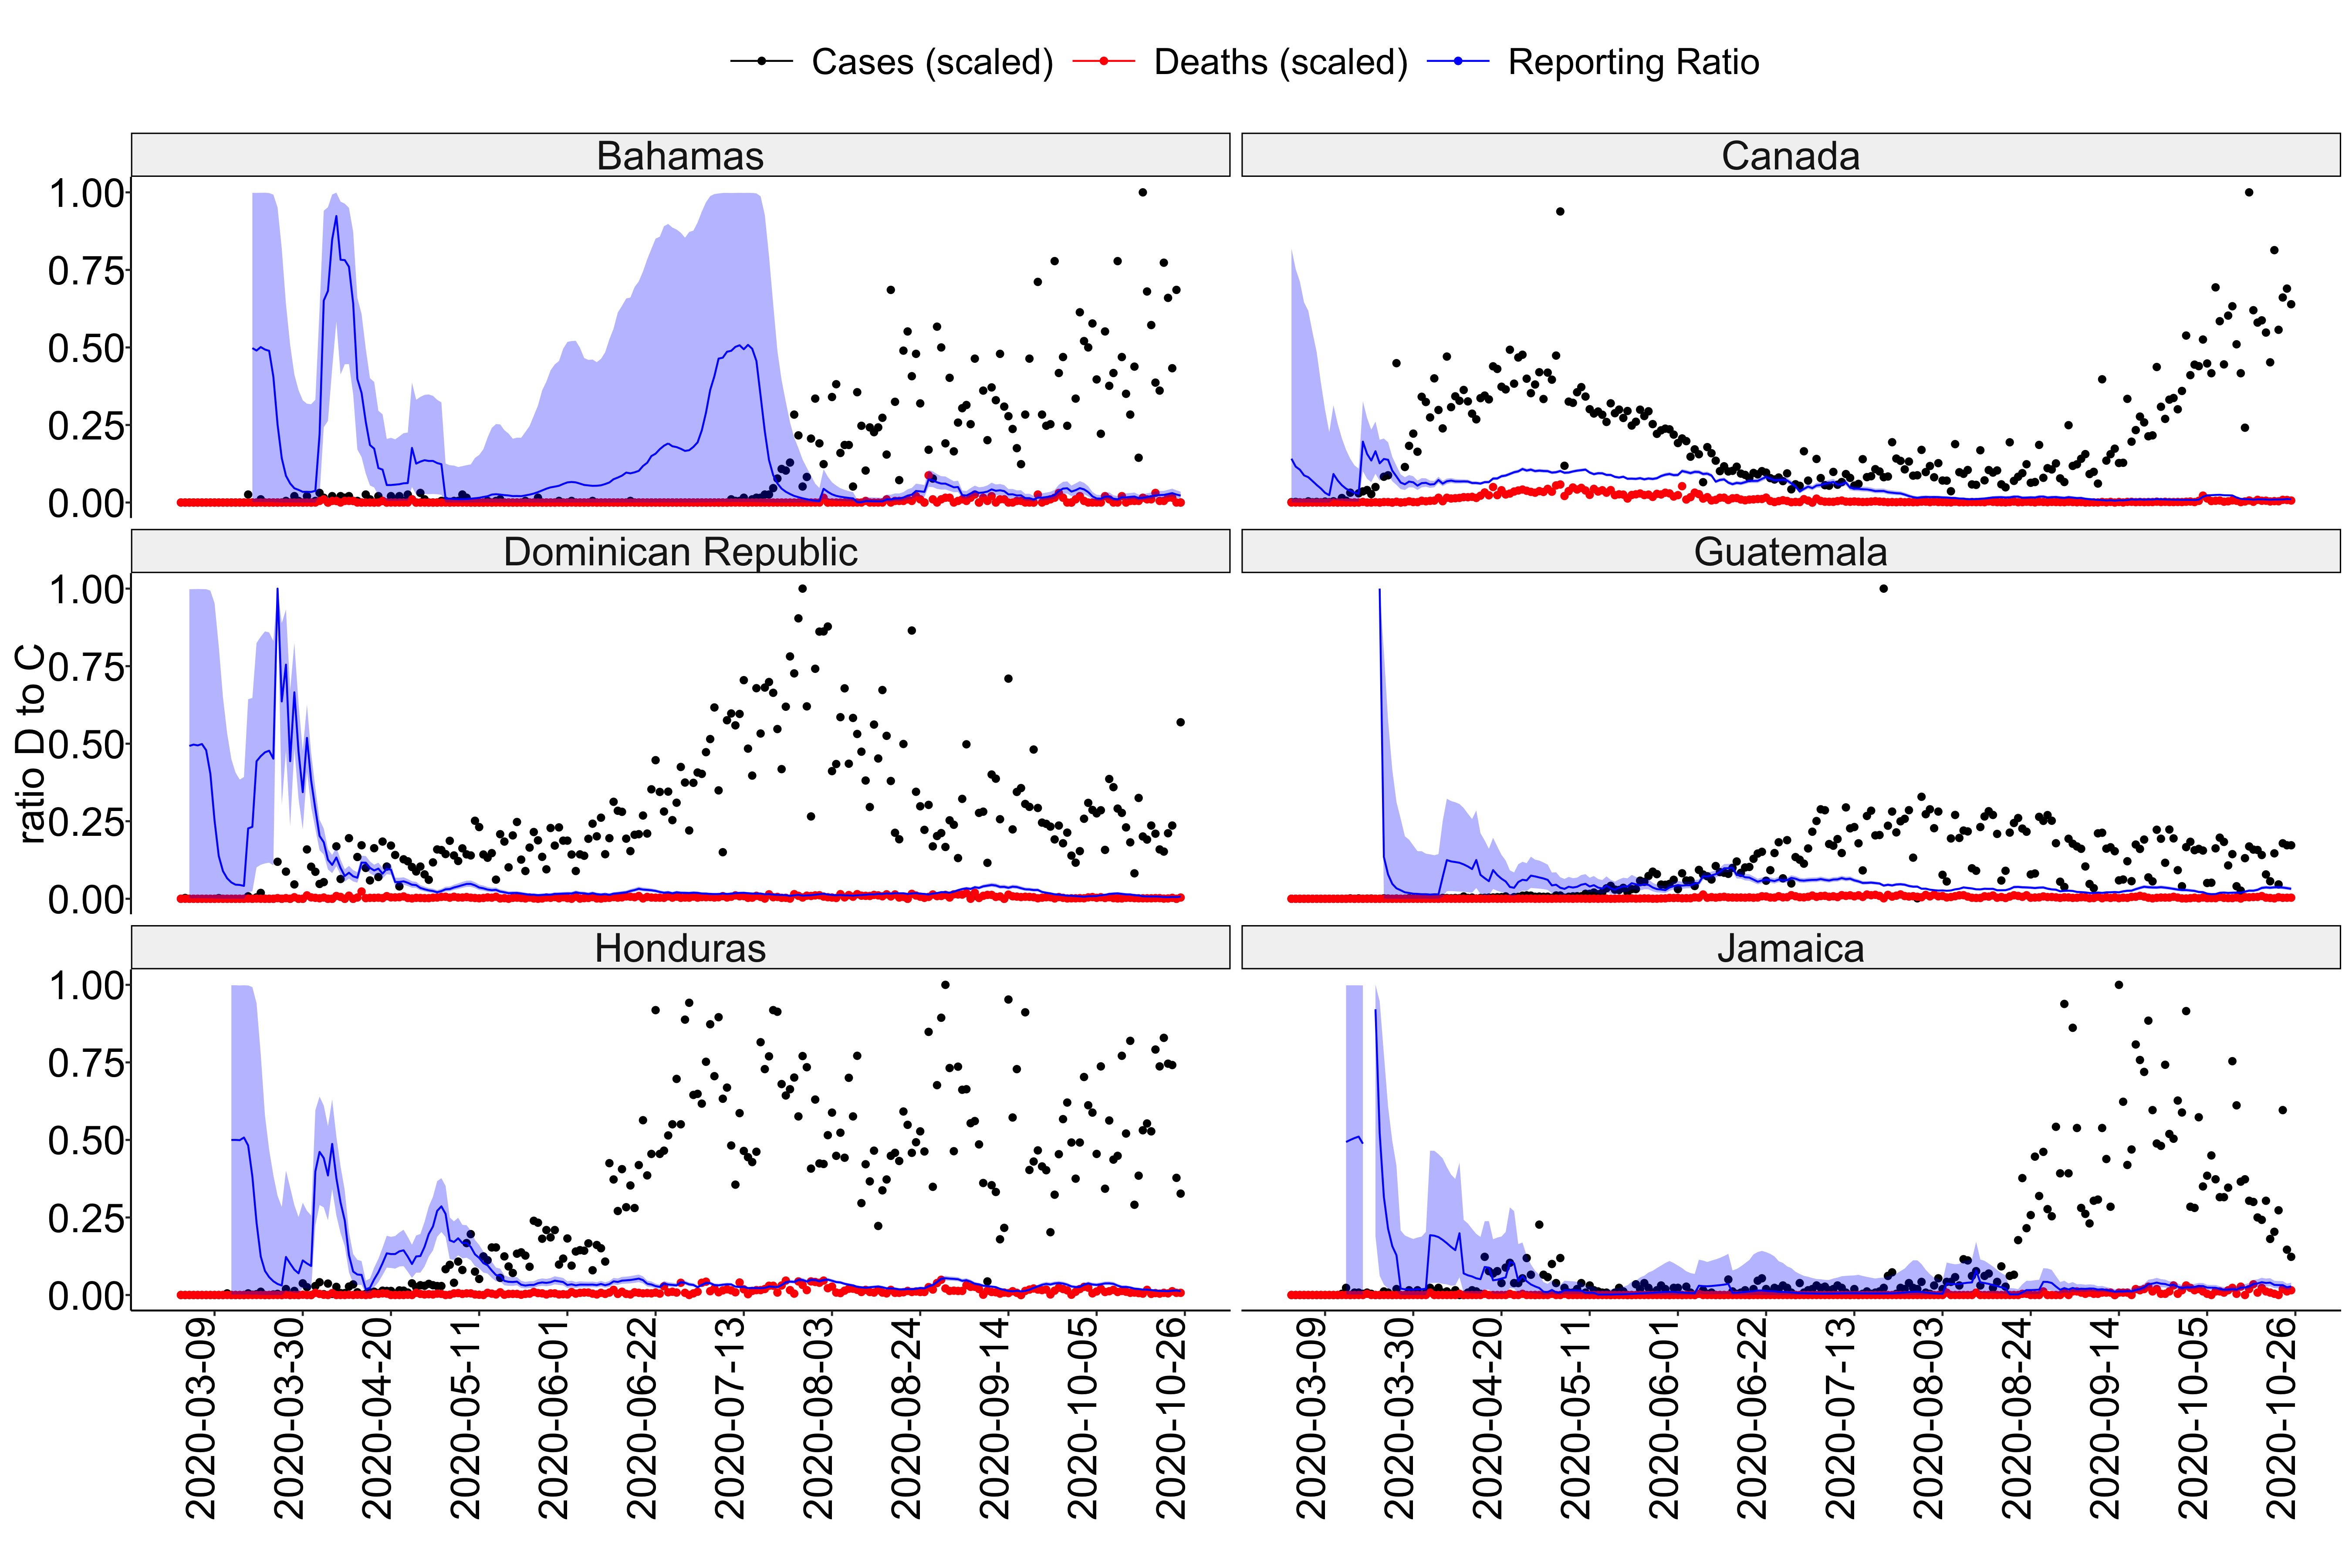 Cases (scaled) Deaths (scaled) Reporting Ratio
Bahamas Canada
1.00
0.75
0.50
0.25
0.00
Dominican Republic Guatemala
1.00
0.75
0.50
0.25
0.00
ratio D to C
Honduras Jamaica
1.00
0.75
0.50
0.25
0.00
2020-03-09 2020-03-30 2020-04-20 2020-05-11 2020-06-01 2020-06-22 2020-07-13 2020-08-03 2020-08-24 2020-09-14 2020-10-05 2020-10-26
2020-03-09 2020-03-30 2020-04-20 2020-05-11 2020-06-01 2020-06-22 2020-07-13 2020-08-03 2020-08-24 2020-09-14 2020-10-05 2020-10-26